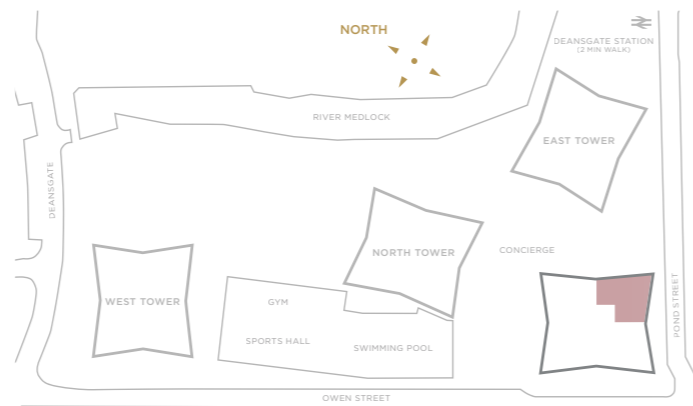 NORTH
DEANSGATE STATION
(2 MIN WALK)
RIVER MEDLOCK
EAST TOWER
DEANSGATE
NORTH TOWER
CONCIERGE
WEST TOWER
GYM
POND STREET
SPORTS HALL
SWIMMING POOL
OWEN STREET